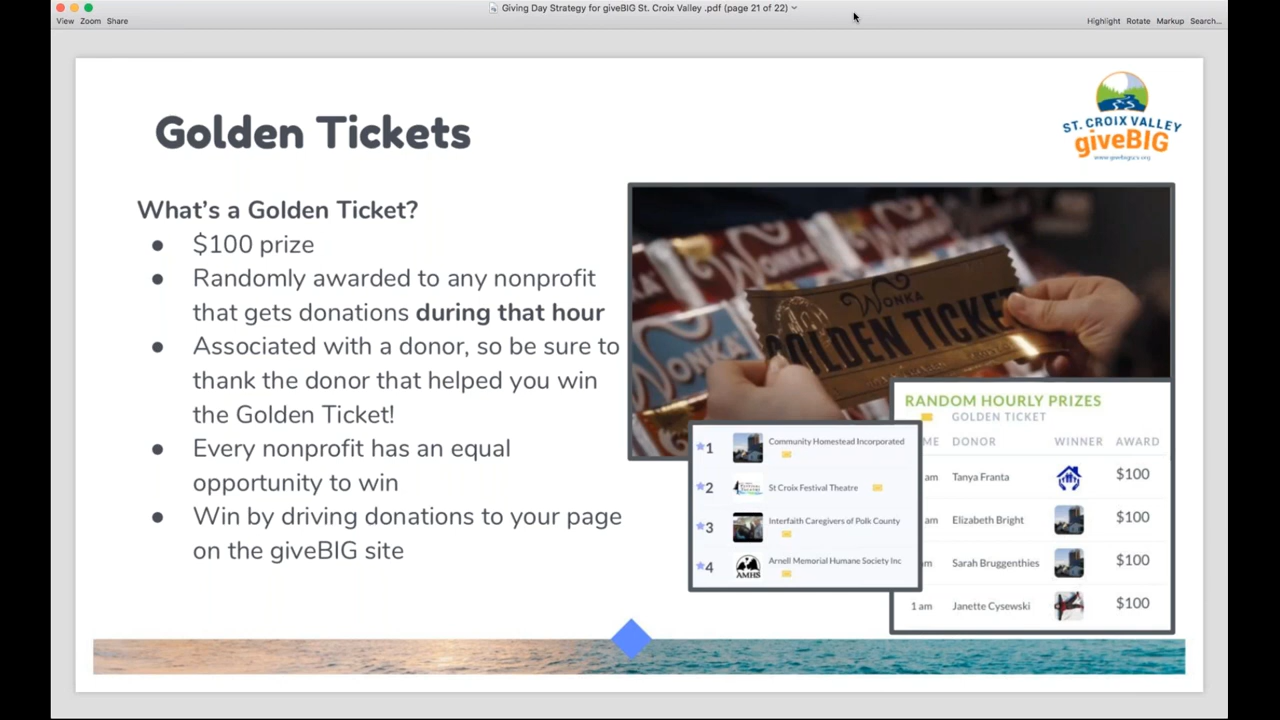 Giving Day Strategy for giveBIG St. Croix Valley .pdf (page 21 of 22)
View Zoom Share
Highlight Rotate Markup Search...
Golden Tickets
ST. CROIX VALLEY
giveBIG
What's a Golden Ticket?
● $100 prize
● Randomly awarded to any nonprofit
that gets donations during that hour
● Associated with a donor, so be sure to
thank the donor that helped you win
the Golden Ticket!
● Every nonprofit has an equal
opportunity to win
● Win by driving donations to your page
on the giveBIG site
WONKA
WONKA
WONKA
GOLDEN TICKET
1 Community Homestead Incorporated
2 St Croix Festival Theatre
3 Interfaith Caregivers of Polk County
4 Arnell Memorial Humane Society Inc
AMHS
RANDOM HOURLY PRIZES
GOLDEN TICKET
ME DONOR WINNER AWARD
am Tanya Franta $100
am Elizabeth Bright $100
m Sarah Bruggenthies $100
1 am Janette Cysewski $100